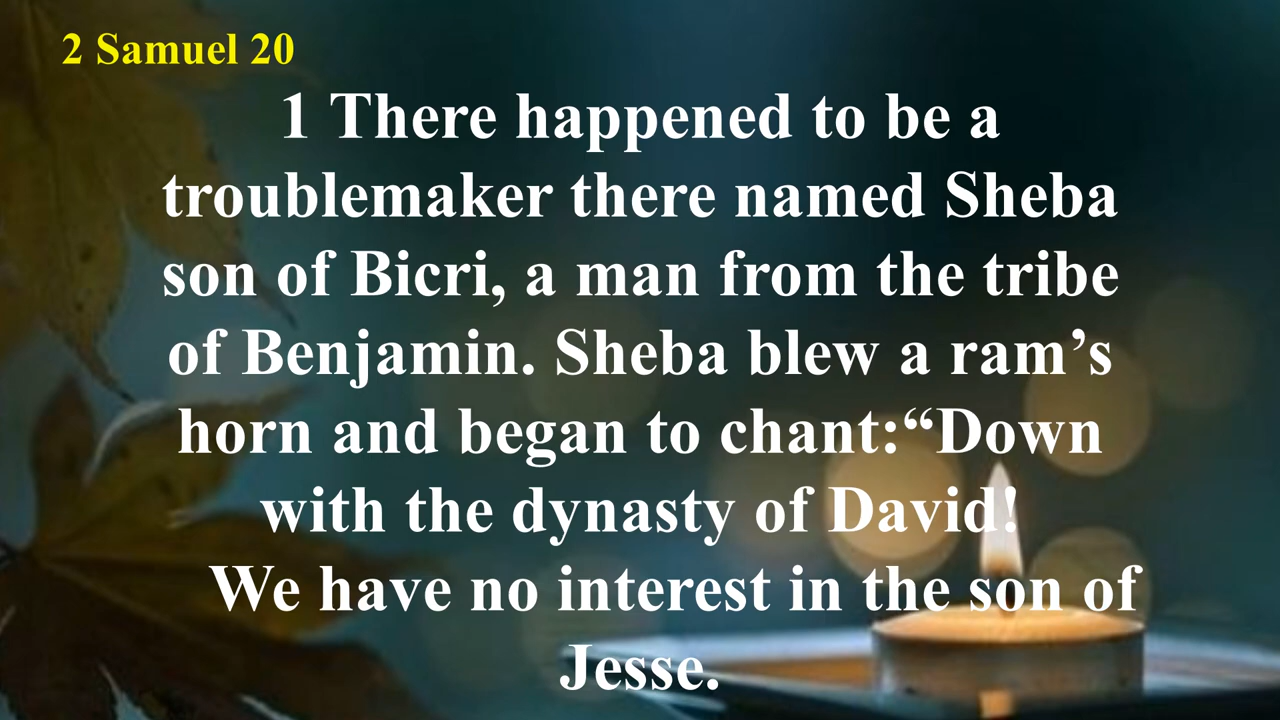 2 Samuel 20
1 There happened to be a
troublemaker there named Sheba
son of Bicri, a man from the tribe
of Benjamin. Sheba blew a ram’s
horn and began to chant:“Down
with the dynasty of David!
We have no interest in the son of
Jesse.